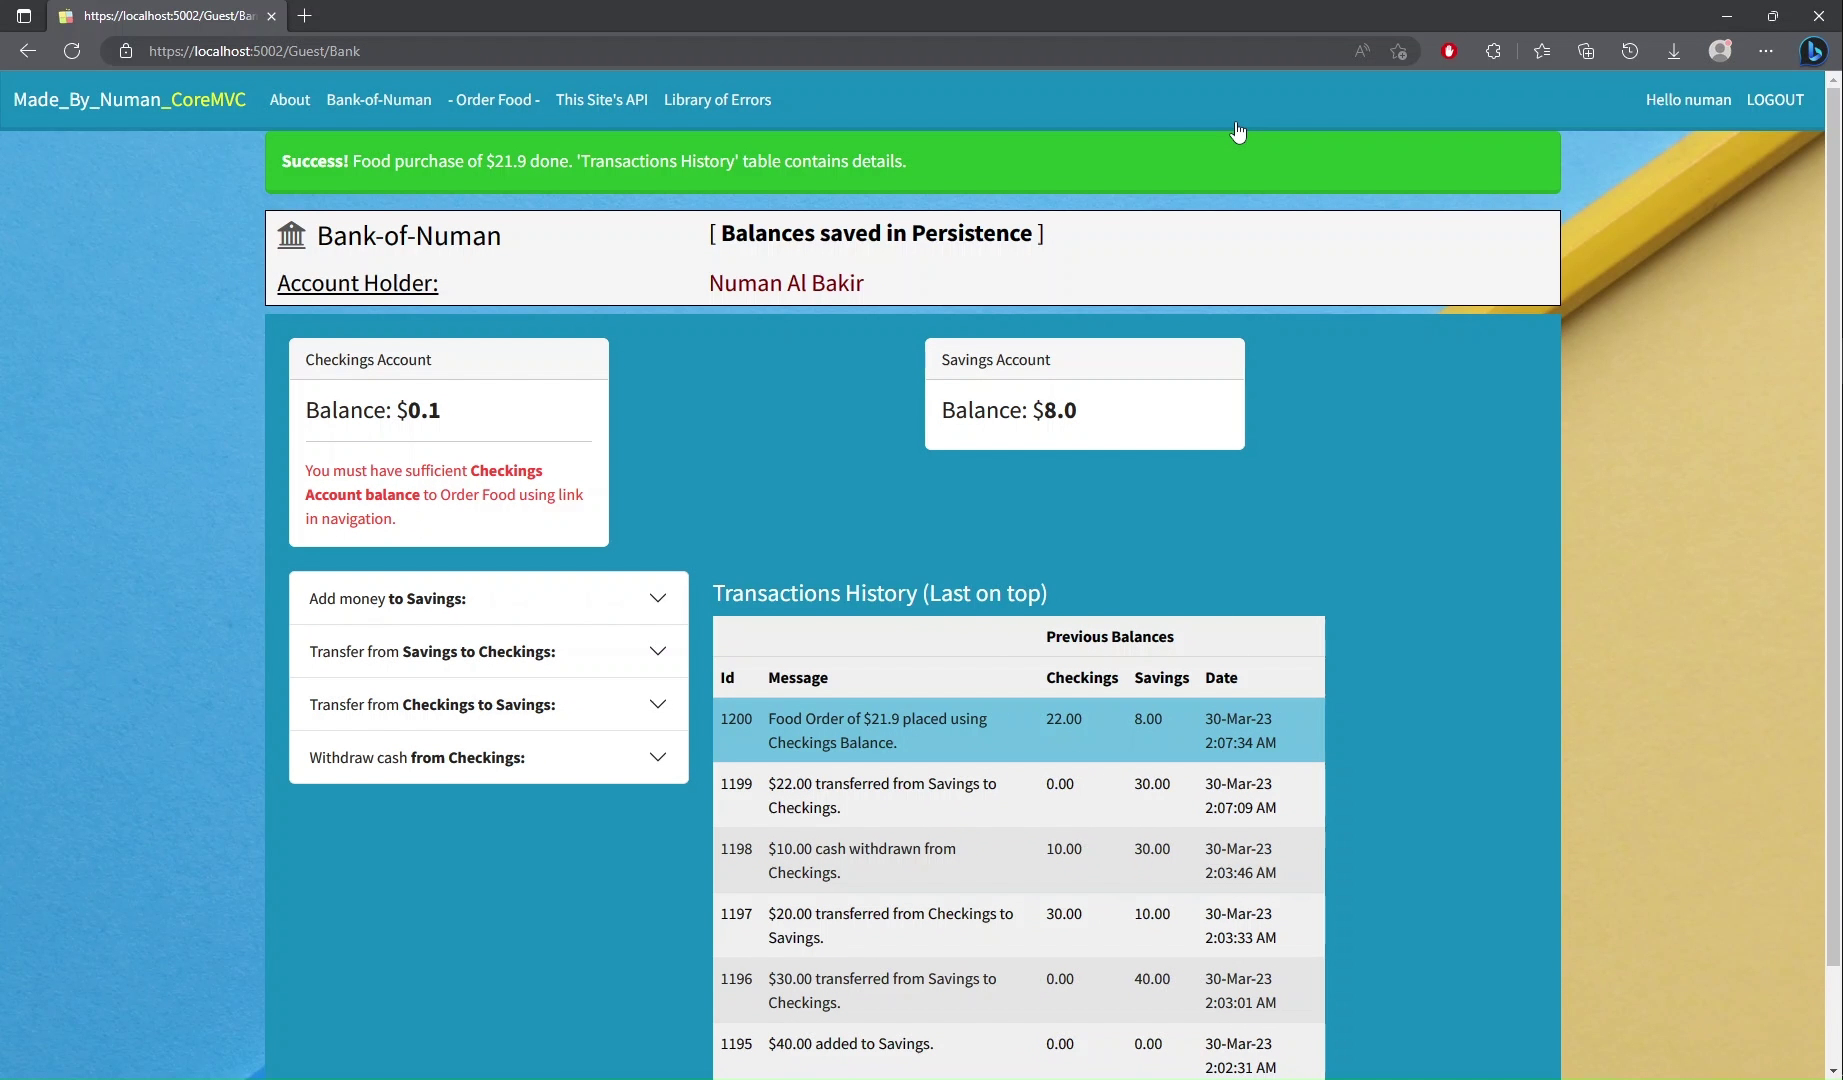 https://localhost:5002/Guest/Ban
https://localhost:5002/Guest/Bank
Made_By_Numan_CoreMVC About Bank-of-Numan - Order Food - This Site's API Library of Errors Hello numan LOGOUT
Success! Food purchase of $21.9 done. 'Transactions History' table contains details.
Bank-of-Numan [ Balances saved in Persistence ]
Account Holder: Numan Al Bakir
Checkings Account
Balance: $0.1
You must have sufficient Checkings
Account balance to Order Food using link
in navigation.
Savings Account
Balance: $8.0
Add money to Savings:
Transfer from Savings to Checkings:
Transfer from Checkings to Savings:
Withdraw cash from Checkings:
Transactions History (Last on top)
Previous Balances
Id Message Checkings Savings Date
1200 Food Order of $21.9 placed using 22.00 8.00 30-Mar-23
Checkings Balance. 2:07:34 AM
1199 $22.00 transferred from Savings to 0.00 30.00 30-Mar-23
Checkings. 2:07:09 AM
1198 $10.00 cash withdrawn from 10.00 30.00 30-Mar-23
Checkings. 2:03:46 AM
1197 $20.00 transferred from Checkings to 30.00 10.00 30-Mar-23
Savings. 2:03:33 AM
1196 $30.00 transferred from Savings to 0.00 40.00 30-Mar-23
Checkings. 2:03:01 AM
1195 $40.00 added to Savings. 0.00 0.00 30-Mar-23
2:02:31 AM